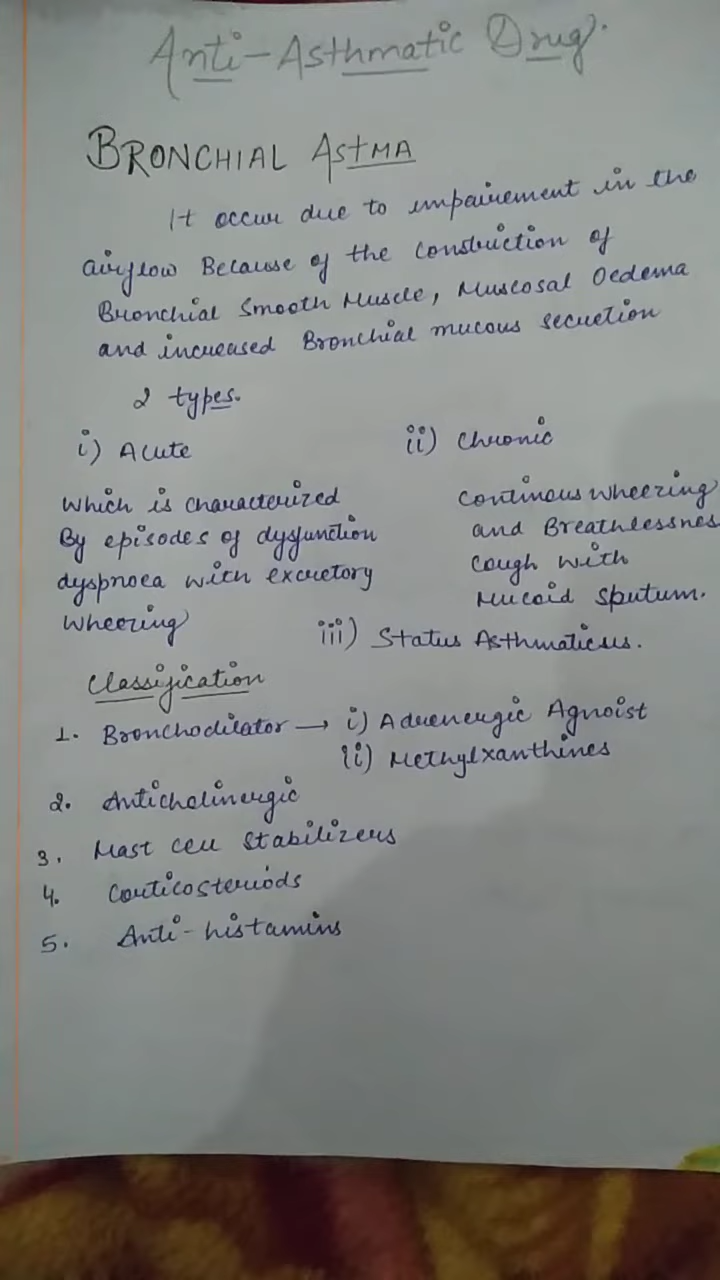 Anti-Asthmatic Drug.
BRONCHIAL ASTMA
It occur due to impairement in the
airflow Because of the construction of
Bronchial Smooth Muscle, Muscosal Oedema
and increased Bronchial mucous secretion
2 types.
i) Acute
ii) Chronic
which is characterized
By episodes of dysfunction
dyspnoea with excretory
wheezing
continous wheezing
and Breathlessness
cough with
Mucoid Sputum.
iii) Status Asthmaticus.
Classification
1. Bronchodilator → i) Adrenergic Agnoist
ii) Methylxanthines
2. Anticholinergic
3. Mast cell stabilizers
4. Corticosteriods
5. Anti-histamins